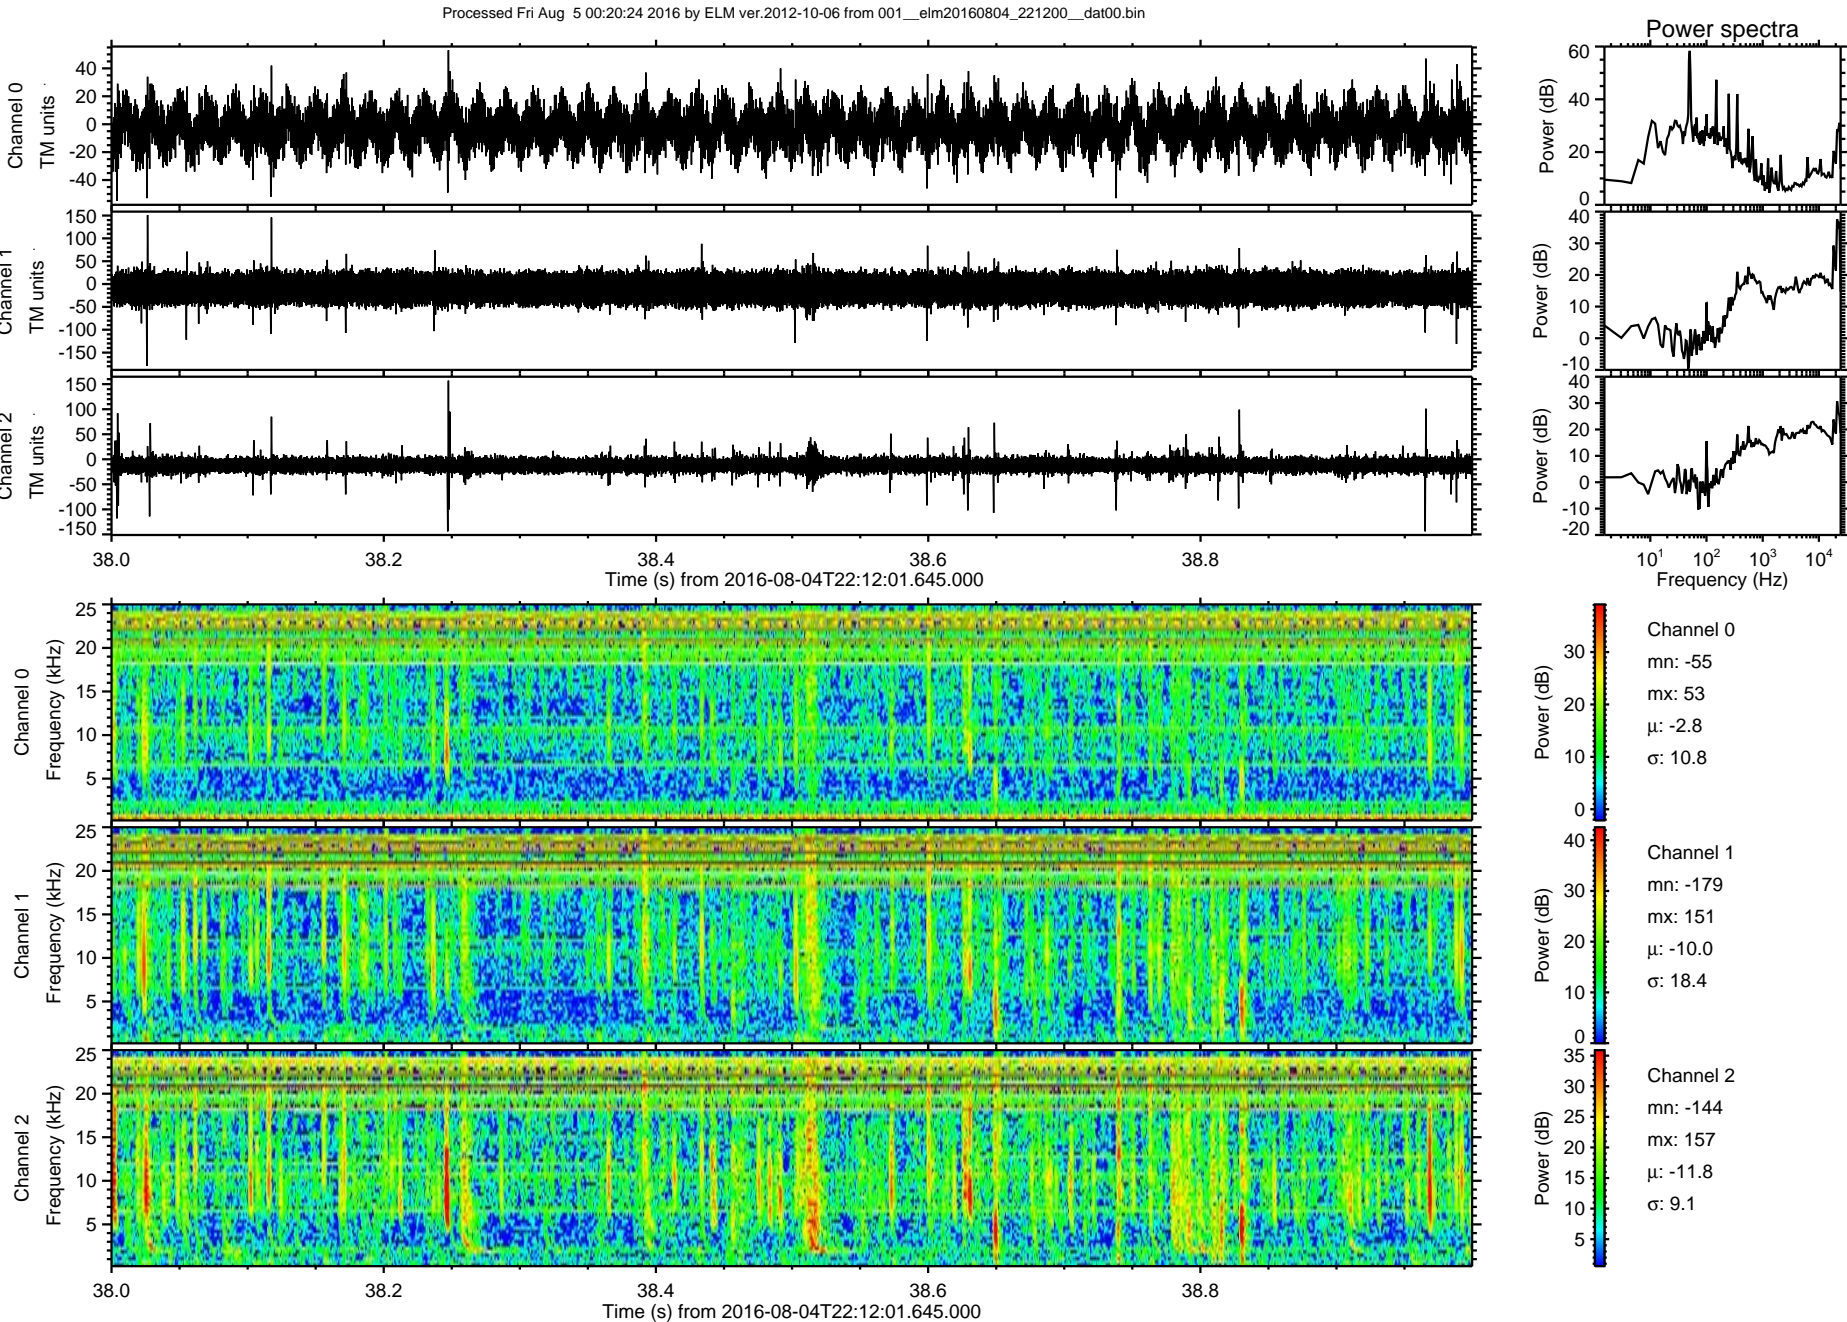 Processed Fri Aug  5 00:20:24 2016 by ELM ver.2012-10-06 from 001__elm20160804_221200__dat00.bin
Power spectra
Channel 0
TM units
40
20
0
-20
-40
Power (dB)
60
40
20
0
Channel 1
TM units
150
100
50
0
-50
-100
-150
Power (dB)
40
30
20
10
0
-10
Channel 2
TM units
150
100
50
0
-50
-100
-150
Power (dB)
40
30
20
10
0
-10
-20
38.0 38.2 38.4 38.6 38.8
Time (s) from 2016-08-04T22:12:01.645.000
10¹ 10² 10³ 10⁴
Frequency (Hz)
Channel 0
Frequency (kHz)
25
20
15
10
5
Power (dB)
30
20
10
0
Channel 0
mn: -55
mx: 53
μ: -2.8
σ: 10.8
Channel 1
Frequency (kHz)
25
20
15
10
5
Power (dB)
40
30
20
10
0
Channel 1
mn: -179
mx: 151
μ: -10.0
σ: 18.4
Channel 2
Frequency (kHz)
25
20
15
10
5
Power (dB)
35
30
25
20
15
10
5
Channel 2
mn: -144
mx: 157
μ: -11.8
σ: 9.1
38.0 38.2 38.4 38.6 38.8
Time (s) from 2016-08-04T22:12:01.645.000